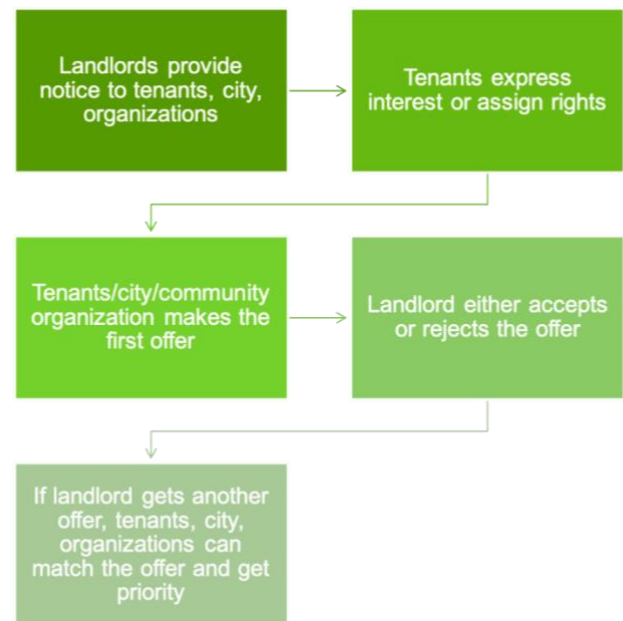 Landlords provide
notice to tenants, city,
organizations
Tenants express
interest or assign rights
Tenants/city/community
organization makes the
first offer
Landlord either accepts
or rejects the offer
If landlord gets another
offer, tenants, city,
organizations can
match the offer and get
priority